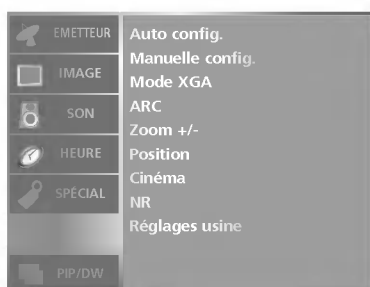 EMETTEUR
IMAGE
SON
HEURE
SPÉCIAL
PIP/DW
Auto config.
Manuelle config.
Mode XGA
ARC
Zoom +/-
Position
Cinéma
NR
Réglages usine